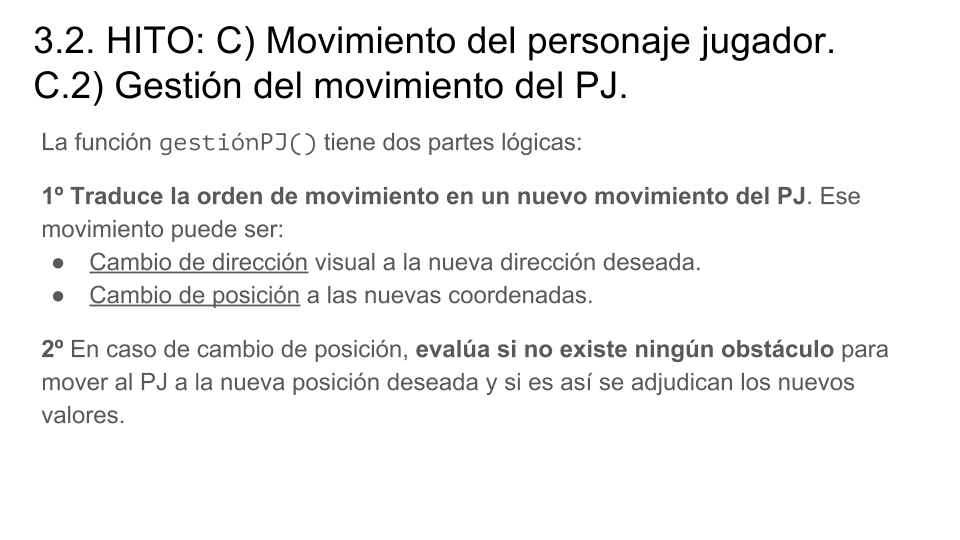 3.2. HITO: C) Movimiento del personaje jugador.
C.2) Gestión del movimiento del PJ.
La función gestiónPJ() tiene dos partes lógicas:
1º Traduce la orden de movimiento en un nuevo movimiento del PJ. Ese
movimiento puede ser:
● Cambio de dirección visual a la nueva dirección deseada.
● Cambio de posición a las nuevas coordenadas.
2º En caso de cambio de posición, evalúa si no existe ningún obstáculo para
mover al PJ a la nueva posición deseada y si es así se adjudican los nuevos
valores.